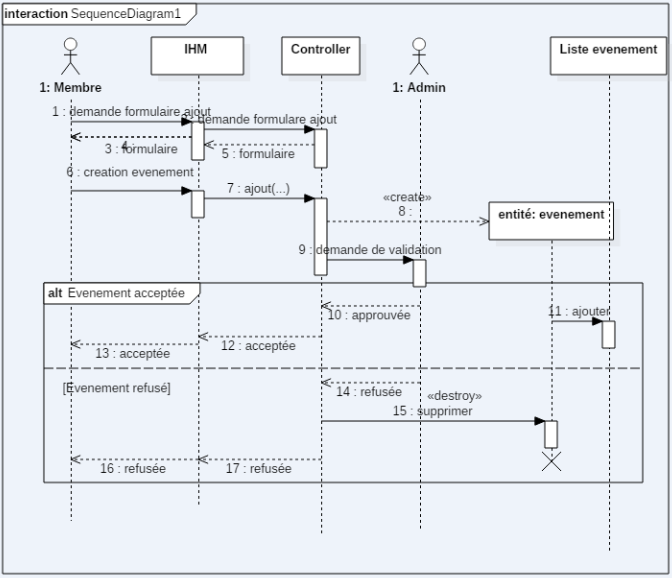 interaction SequenceDiagram1
IHM
Controller
Liste evenement
1: Membre
1: Admin
1 : demande formulaire ajout
demande formulare ajout
3 : formulaire
4
5 : formulaire
6 : creation evenement
7 : ajout(...)
«create»
8 :
entité: evenement
9 : demande de validation
alt Evenement acceptée
10 : approuvée
11 : ajouter
12 : acceptée
13 : acceptée
[Evenement refusé]
14 : refusée
«destroy»
15 : supprimer
16 : refusée
17 : refusée